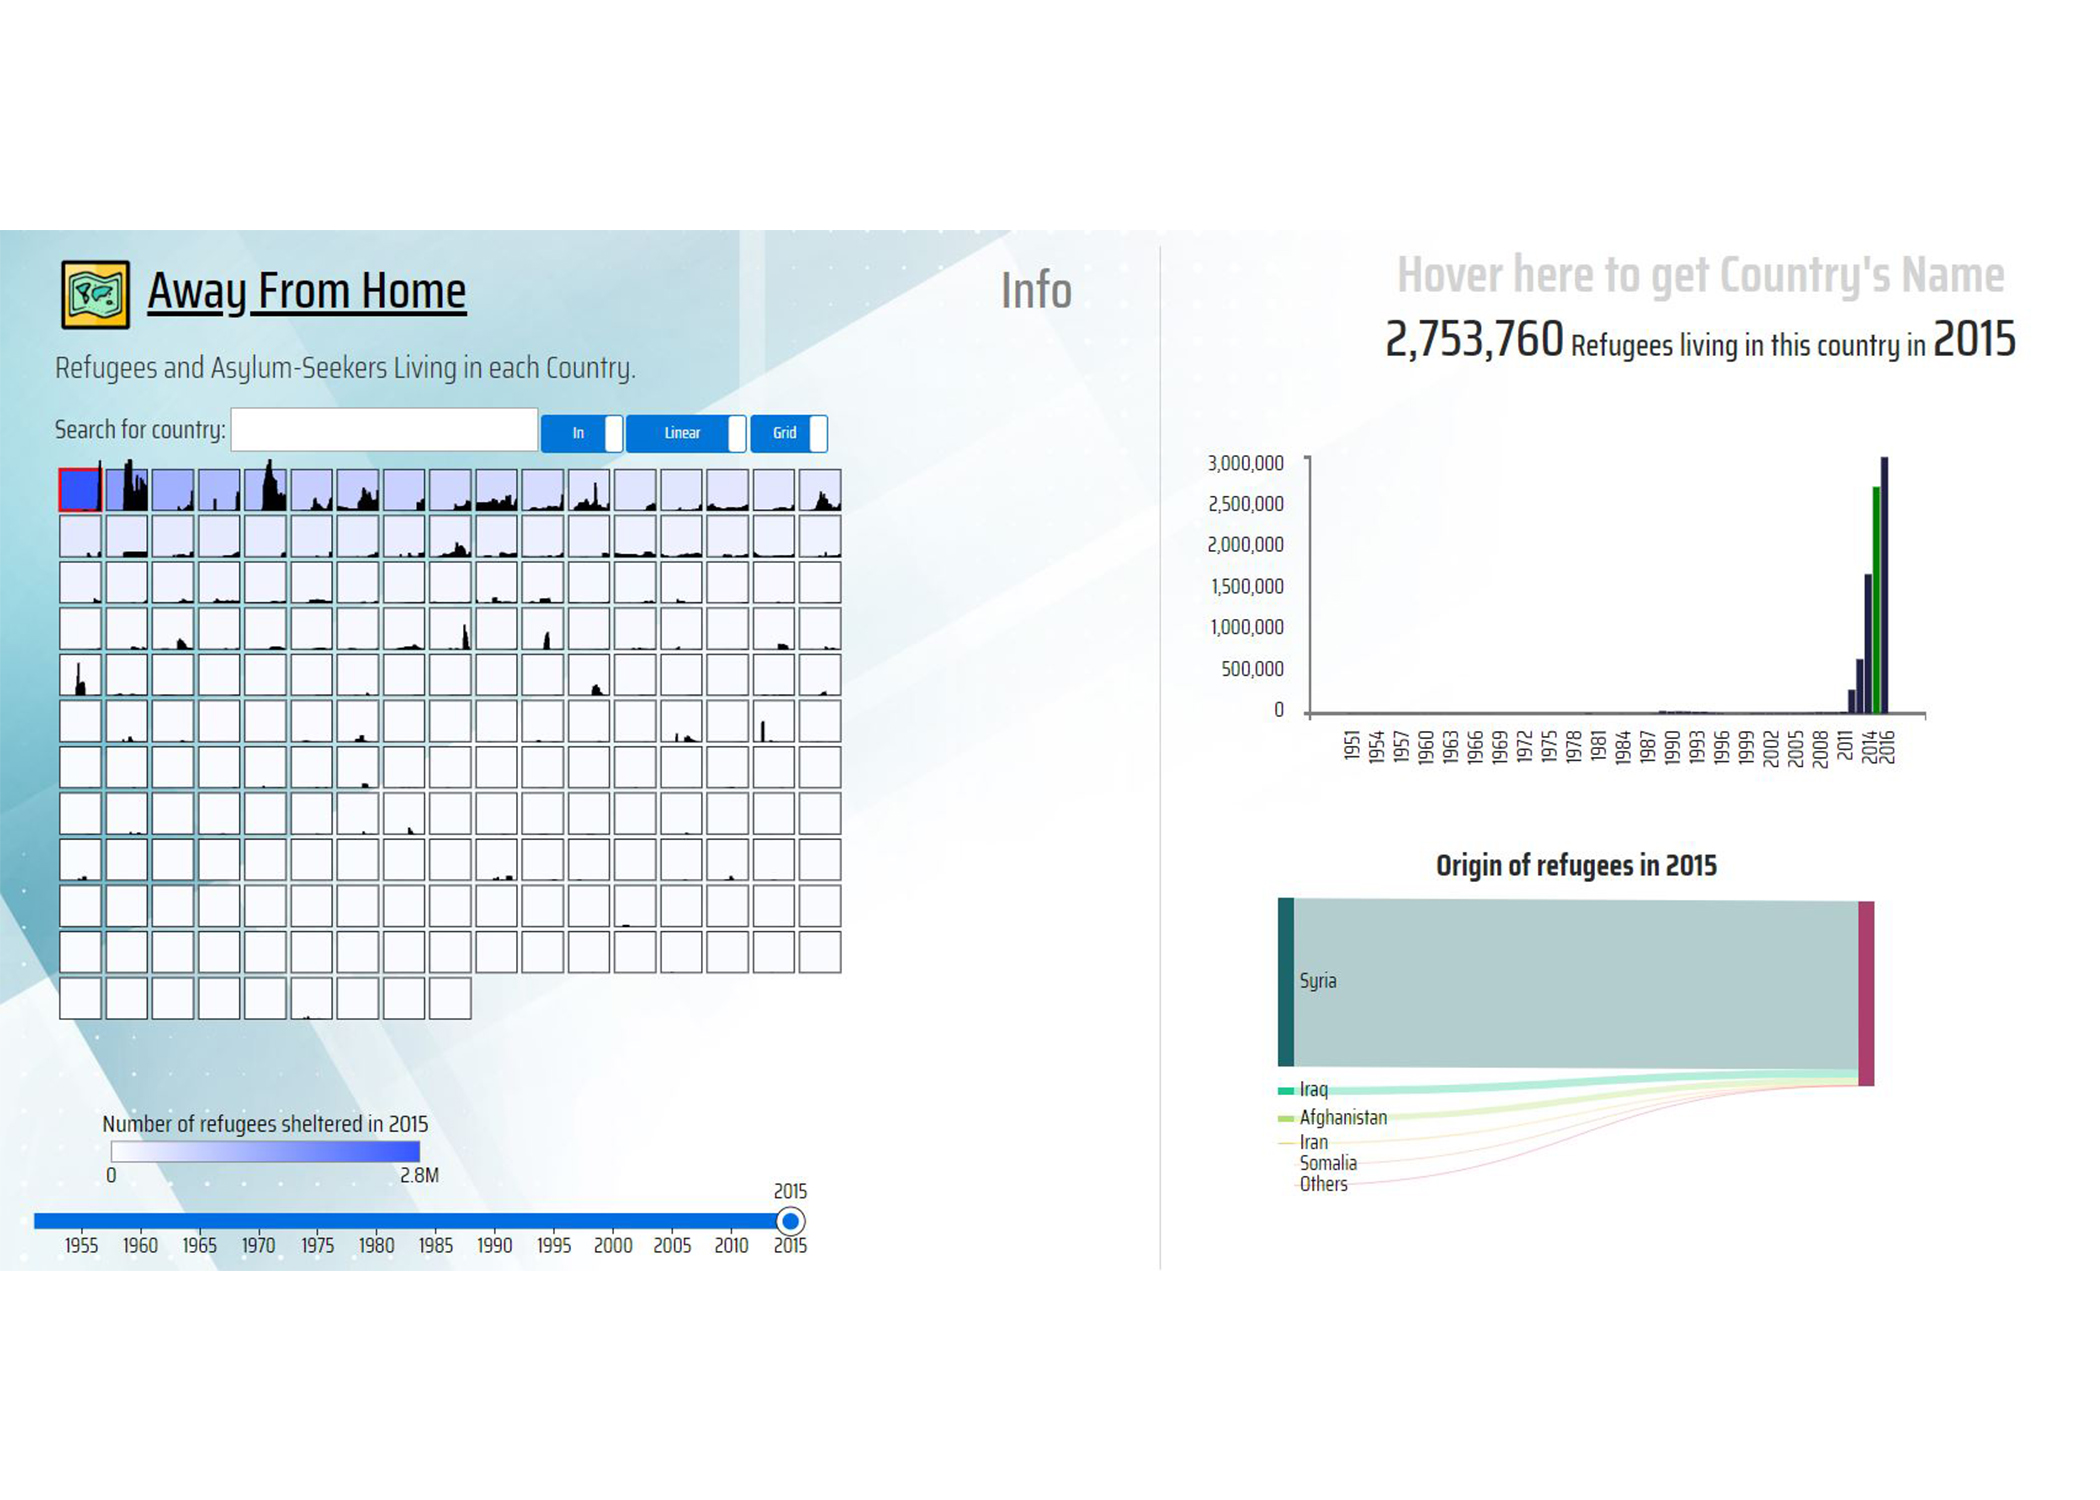 Away From Home
Info
Refugees and Asylum-Seekers Living in each Country.
Search for country:
In
Linear
Grid
Number of refugees sheltered in 2015
0
2.8M
2015
1955 1960 1965 1970 1975 1980 1985 1990 1995 2000 2005 2010 2015
Hover here to get Country's Name
2,753,760 Refugees living in this country in 2015
3,000,000
2,500,000
2,000,000
1,500,000
1,000,000
500,000
0
1951 1954 1957 1960 1963 1966 1969 1972 1975 1978 1981 1984 1987 1990 1993 1996 1999 2002 2005 2008 2011 2014 2016
Origin of refugees in 2015
Syria
Iraq
Afghanistan
Iran
Somalia
Others